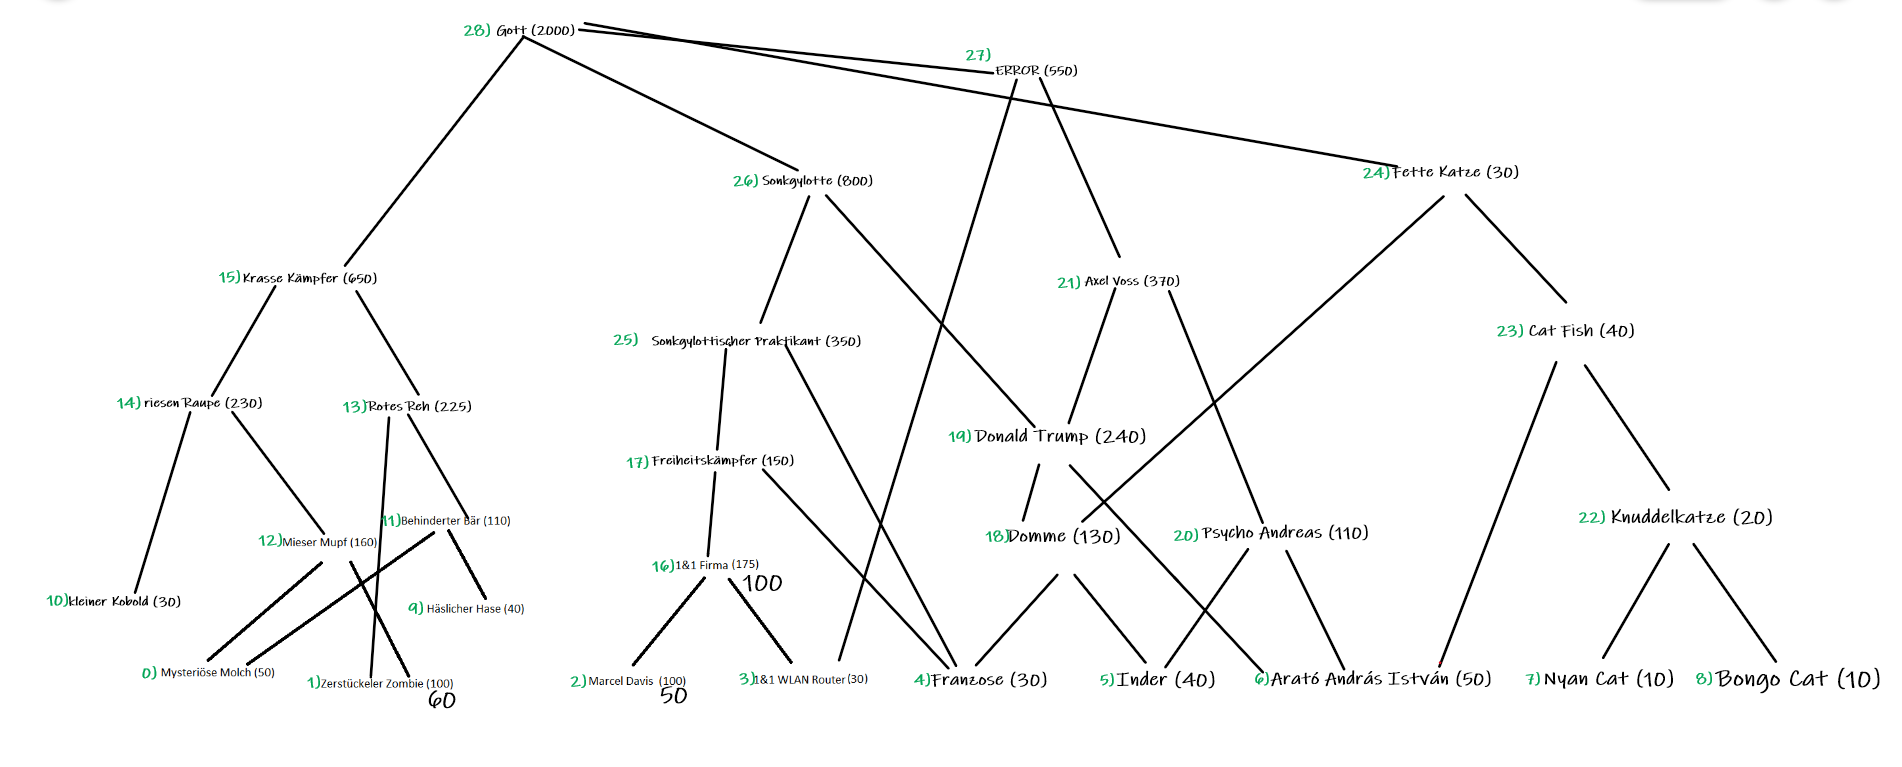 28) Gott (2000)
27)
ERROR (550)
24) Fette Katze (30)
26) Sonkgylotte (800)
15) Krasse Kämpfer (650)
21) Axel Voss (370)
23) Cat Fish (40)
25) Sonkgylottischer Praktikant (350)
14) riesen Raupe (230)
13) Rotes Reh (225)
19) Donald Trump (240)
17) Freiheitskämpfer (150)
22) Knuddelkatze (20)
11) Behinderter Bär (110)
12) Mieser Mupf (160)
18) Domme (130)
20) Psycho Andreas (110)
16) 1&1 Firma (175)
100
10) kleiner Kobold (30)
9) Häslicher Hase (40)
0) Mysteriöse Molch (50)
1) Zerstückeler Zombie (100)
60
2) Marcel Davis (100)
50
3) 1&1 WLAN Router (30)
4) Franzose (30)
5) Inder (40)
6) Arató András István (50)
7) Nyan Cat (10)
8) Bongo Cat (10)